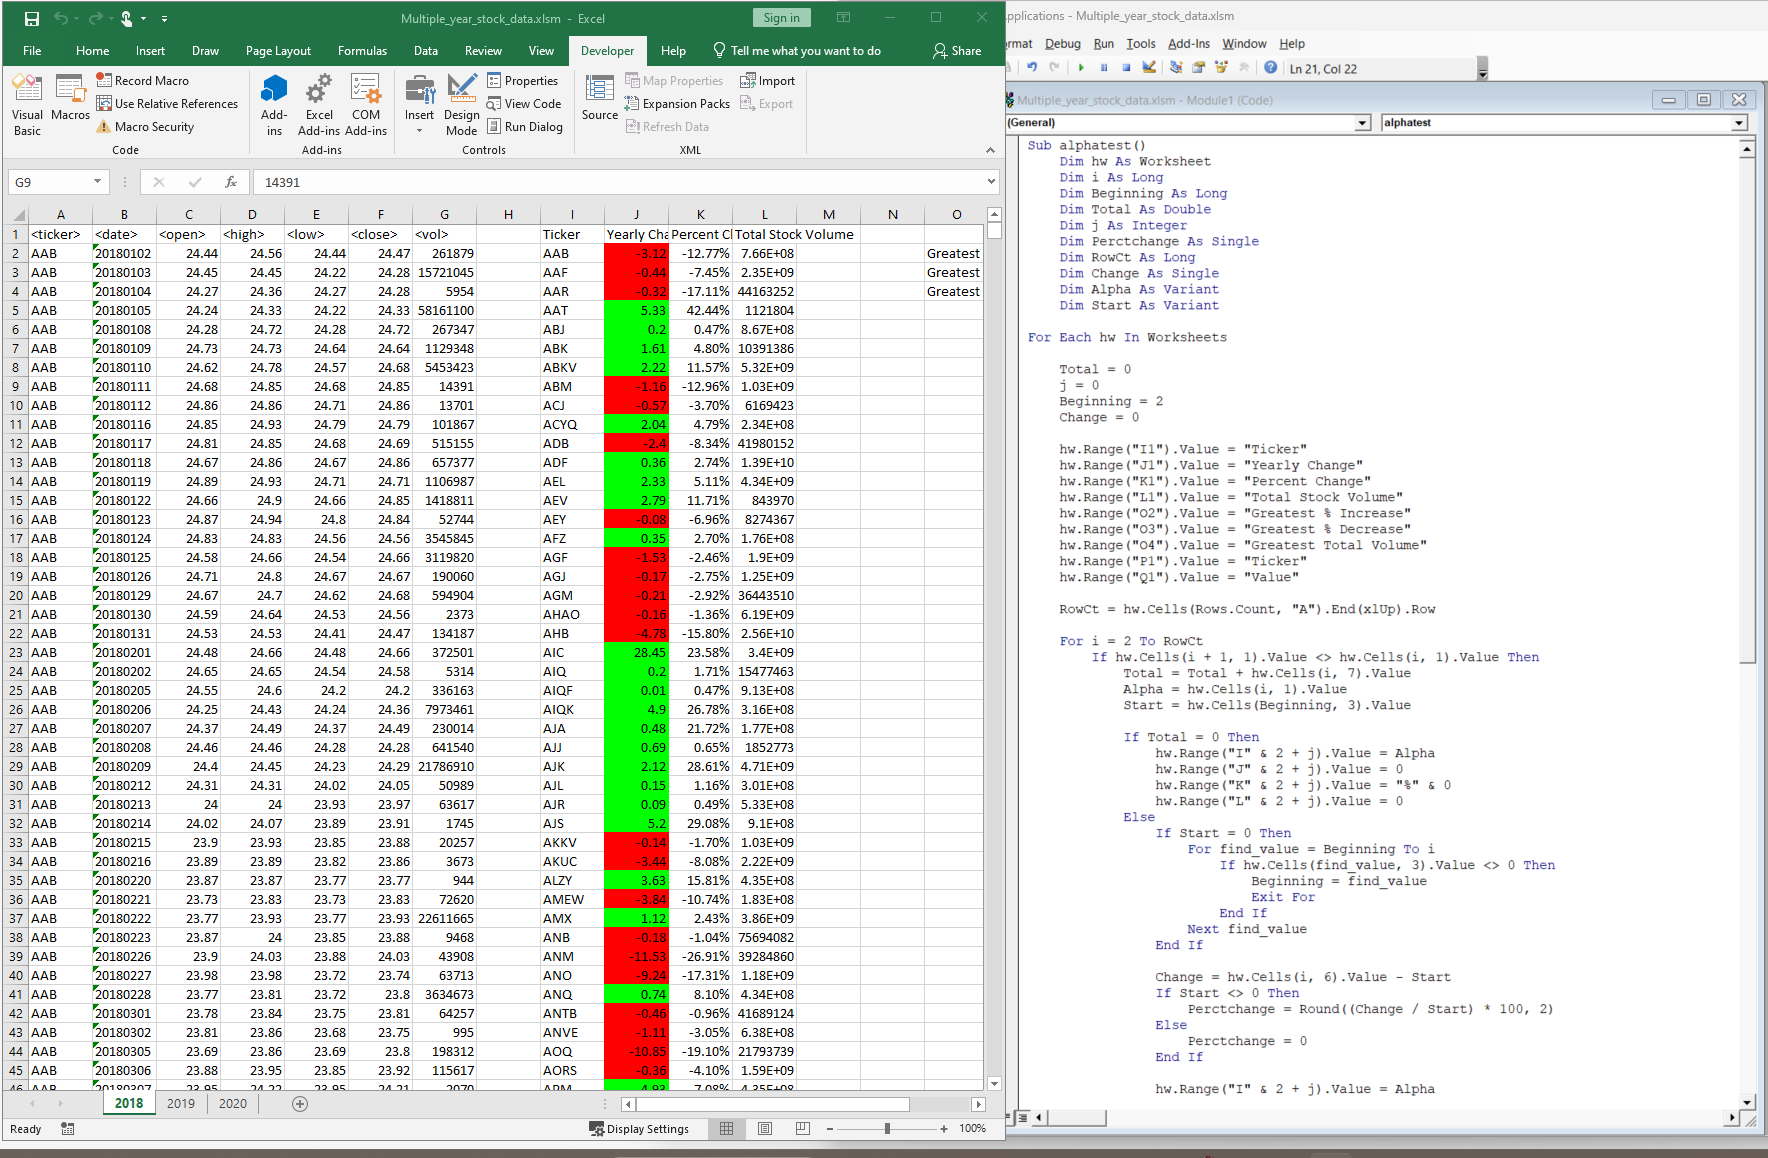 Multiple_year_stock_data.xlsm - Excel
Sign in
File Home Insert Draw Page Layout Formulas Data Review View Developer Help Tell me what you want to do Share
Visual Basic
Macros
Record Macro
Use Relative References
Macro Security
Code
Add-ins
Excel Add-ins
COM Add-ins
Add-ins
Insert
Design Mode
Properties
View Code
Run Dialog
Controls
Source
Map Properties
Expansion Packs
Refresh Data
Import
Export
XML
G9 fx 14391
A B C D E F G H I J K L M N O
1 <ticker> <date> <open> <high> <low> <close> <vol> Ticker Yearly Cha Percent Cl Total Stock Volume
2 AAB 20180102 24.44 24.56 24.44 24.47 261879 AAB -3.12 -12.77% 7.66E+08 Greatest
3 AAB 20180103 24.45 24.45 24.22 24.28 15721045 AAF -0.44 -7.45% 2.35E+09 Greatest
4 AAB 20180104 24.27 24.36 24.27 24.28 5954 AAR -0.32 -17.11% 44163252 Greatest
5 AAB 20180105 24.24 24.33 24.22 24.33 58161100 AAT 5.33 42.44% 1121804
6 AAB 20180108 24.28 24.72 24.28 24.72 267347 ABJ 0.2 0.47% 8.67E+08
7 AAB 20180109 24.73 24.73 24.64 24.64 1129348 ABK 1.61 4.80% 10391386
8 AAB 20180110 24.62 24.78 24.57 24.68 5453423 ABKV 2.22 11.57% 5.32E+09
9 AAB 20180111 24.68 24.85 24.68 24.85 14391 ABM -1.16 -12.96% 1.03E+09
10 AAB 20180112 24.86 24.86 24.71 24.86 13701 ACJ -0.57 -3.70% 6169423
11 AAB 20180116 24.85 24.93 24.79 24.79 101867 ACYQ 2.04 4.79% 2.34E+08
12 AAB 20180117 24.81 24.85 24.68 24.69 515155 ADB -2.4 -8.34% 41980152
13 AAB 20180118 24.67 24.86 24.67 24.86 657377 ADF 0.36 2.74% 1.39E+10
14 AAB 20180119 24.89 24.93 24.71 24.71 1106987 AEL 2.33 5.11% 4.34E+09
15 AAB 20180122 24.66 24.9 24.66 24.85 1418811 AEV 2.79 11.71% 843970
16 AAB 20180123 24.87 24.94 24.8 24.84 52744 AEY -0.08 -6.96% 8274367
17 AAB 20180124 24.83 24.83 24.56 24.56 3545845 AFZ 0.35 2.70% 1.76E+08
18 AAB 20180125 24.58 24.66 24.54 24.66 3119820 AGF -1.53 -2.46% 1.9E+09
19 AAB 20180126 24.71 24.8 24.67 24.67 190060 AGJ -0.17 -2.75% 1.25E+09
20 AAB 20180129 24.67 24.7 24.62 24.68 594904 AGM -0.21 -2.92% 36443510
21 AAB 20180130 24.59 24.64 24.53 24.56 2373 AHAO -0.16 -1.36% 6.19E+09
22 AAB 20180131 24.53 24.53 24.41 24.47 134187 AHB -4.78 -15.80% 2.56E+10
23 AAB 20180201 24.48 24.66 24.48 24.66 372501 AIC 28.45 23.58% 3.4E+09
24 AAB 20180202 24.65 24.65 24.54 24.58 5314 AIQ 0.2 1.71% 15477463
25 AAB 20180205 24.55 24.6 24.2 24.2 336163 AIQF 0.01 0.47% 9.13E+08
26 AAB 20180206 24.25 24.43 24.24 24.36 7973461 AIQK 4.9 26.78% 3.16E+08
27 AAB 20180207 24.37 24.49 24.37 24.49 230014 AJA 0.48 21.72% 1.77E+08
28 AAB 20180208 24.46 24.46 24.28 24.28 641540 AJJ 0.69 0.65% 1852773
29 AAB 20180209 24.4 24.45 24.23 24.29 21786910 AJK 2.12 28.61% 4.71E+09
30 AAB 20180212 24.31 24.31 24.02 24.05 50989 AJL 0.15 1.16% 3.01E+08
31 AAB 20180213 24 24 23.93 23.97 63617 AJR 0.09 0.49% 5.33E+08
32 AAB 20180214 24.02 24.07 23.89 23.91 1745 AJS 5.2 29.08% 9.1E+08
33 AAB 20180215 23.9 23.93 23.85 23.88 20257 AKKV -0.14 -1.70% 1.03E+09
34 AAB 20180216 23.89 23.89 23.82 23.86 3673 AKUC -3.44 -8.08% 2.22E+09
35 AAB 20180220 23.87 23.87 23.77 23.77 944 ALZY 3.63 15.81% 4.35E+08
36 AAB 20180221 23.73 23.83 23.73 23.83 72620 AMEW -3.84 -10.74% 1.83E+08
37 AAB 20180222 23.77 23.93 23.77 23.93 22611665 AMX 1.12 2.43% 3.86E+09
38 AAB 20180223 23.87 24 23.85 23.88 9468 ANB -0.18 -1.04% 75694082
39 AAB 20180226 23.9 24.03 23.88 24.03 43908 ANM -11.53 -26.91% 39284860
40 AAB 20180227 23.98 23.98 23.72 23.74 63713 ANO -9.24 -17.31% 1.18E+09
41 AAB 20180228 23.77 23.81 23.72 23.8 3634673 ANQ 0.74 8.10% 4.34E+08
42 AAB 20180301 23.78 23.84 23.75 23.81 64257 ANTB -0.46 -0.96% 41689124
43 AAB 20180302 23.81 23.86 23.68 23.75 995 ANVE -1.11 -3.05% 6.38E+08
44 AAB 20180305 23.69 23.86 23.69 23.8 198312 AOQ -10.85 -19.10% 21793739
45 AAB 20180306 23.88 23.95 23.85 23.92 115617 AORS -0.36 -4.10% 1.59E+09
2018 2019 2020
Ready Display Settings 100%
pplications - Multiple_year_stock_data.xlsm
rmat Debug Run Tools Add-Ins Window Help
Ln 21, Col 22
Multiple_year_stock_data.xlsm - Module1 (Code)
(General) alphatest
Sub alphatest()
Dim hw As Worksheet
Dim i As Long
Dim Beginning As Long
Dim Total As Double
Dim j As Integer
Dim Perctchange As Single
Dim RowCt As Long
Dim Change As Single
Dim Alpha As Variant
Dim Start As Variant
For Each hw In Worksheets
Total = 0
j = 0
Beginning = 2
Change = 0
hw.Range("I1").Value = "Ticker"
hw.Range("J1").Value = "Yearly Change"
hw.Range("K1").Value = "Percent Change"
hw.Range("L1").Value = "Total Stock Volume"
hw.Range("O2").Value = "Greatest % Increase"
hw.Range("O3").Value = "Greatest % Decrease"
hw.Range("O4").Value = "Greatest Total Volume"
hw.Range("P1").Value = "Ticker"
hw.Range("Q1").Value = "Value"
RowCt = hw.Cells(Rows.Count, "A").End(xlUp).Row
For i = 2 To RowCt
If hw.Cells(i + 1, 1).Value <> hw.Cells(i, 1).Value Then
Total = Total + hw.Cells(i, 7).Value
Alpha = hw.Cells(i, 1).Value
Start = hw.Cells(Beginning, 3).Value
If Total = 0 Then
hw.Range("I" & 2 + j).Value = Alpha
hw.Range("J" & 2 + j).Value = 0
hw.Range("K" & 2 + j).Value = "%" & 0
hw.Range("L" & 2 + j).Value = 0
Else
If Start = 0 Then
For find_value = Beginning To i
If hw.Cells(find_value, 3).Value <> 0 Then
Beginning = find_value
Exit For
End If
Next find_value
End If
Change = hw.Cells(i, 6).Value - Start
If Start <> 0 Then
Perctchange = Round((Change / Start) * 100, 2)
Else
Perctchange = 0
End If
hw.Range("I" & 2 + j).Value = Alpha